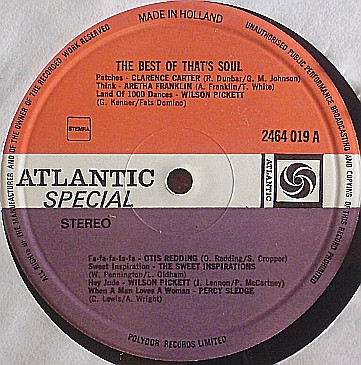 MADE IN HOLLAND
UNAUTHORISED PUBLIC PERFORMANCE BROADCASTING AND COPYING OF THIS RECORD PROHIBITED
ALL RIGHTS OF THE MANUFACTURER AND OF THE OWNER OF THE RECORDED WORK RESERVED
THE BEST OF THAT'S SOUL
Patches - CLARENCE CARTER (R. Dunbar/G. M. Johnson)
Think - ARETHA FRANKLIN (A. Franklin/T. White)
Land Of 1000 Dances - WILSON PICKETT
(G. Kenner/Fats Domino)
STEMRA
2464 019 A
ATLANTIC
SPECIAL
ATLANTIC
STEREO
Fa-fa-fa-fa-fa - OTIS REDDING (O. Redding/S. Cropper)
Sweet Inspiration - THE SWEET INSPIRATIONS
(W. Pennington/L. Oldham)
Hey Jude - WILSON PICKETT (J. Lennon/P. McCartney)
When A Man Loves A Woman - PERCY SLEDGE
(C. Lewis/A. Wright)
POLYDOR RECORDS LIMITED